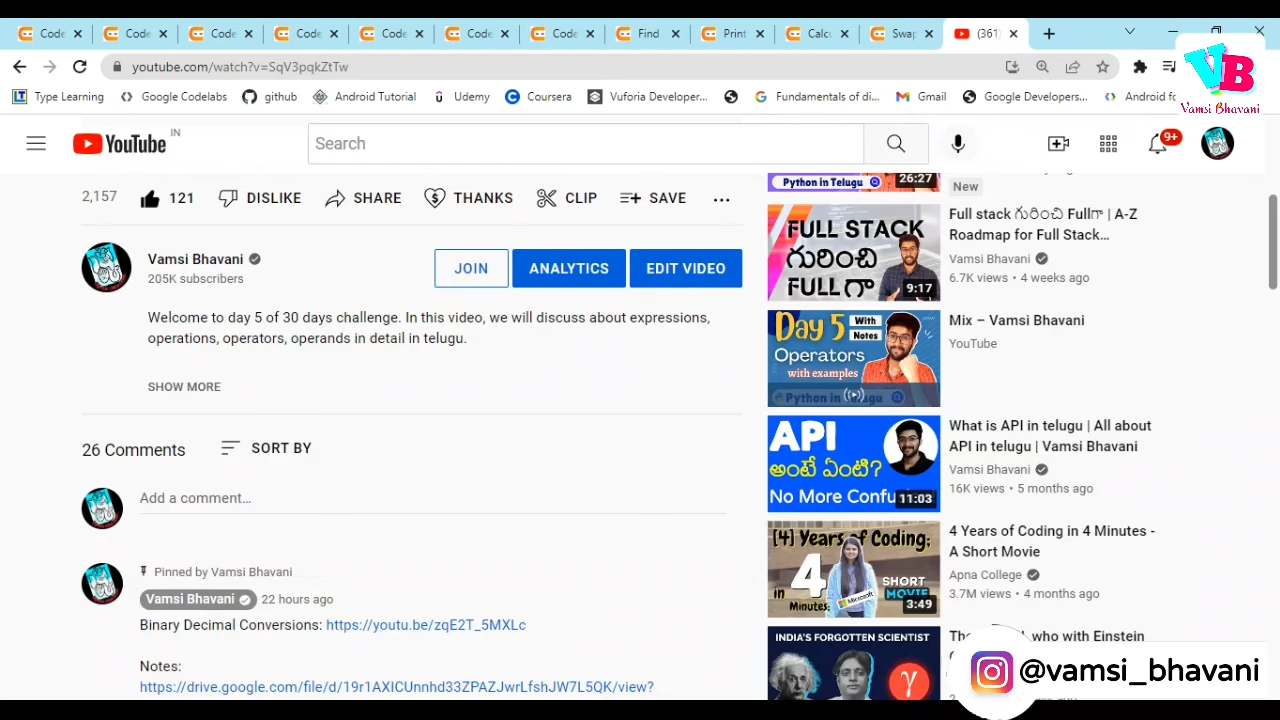 Code
Code
Code
Code
Code
Code
Code
Find
Print
Calcu
Swap
(361)
youtube.com/watch?v=SqV3pqkZtTw
VB
Vamsi Bhavani
Type Learning
Google Codelabs
github
Android Tutorial
Udemy
Coursera
Vuforia Developer...
Fundamentals of di...
Gmail
Google Developers...
Android fo
YouTube IN
Search
9+
2,157
121
DISLIKE
SHARE
THANKS
CLIP
SAVE
Vamsi Bhavani
205K subscribers
JOIN
ANALYTICS
EDIT VIDEO
Welcome to day 5 of 30 days challenge. In this video, we will discuss about expressions,
operations, operators, operands in detail in telugu.
SHOW MORE
26 Comments
SORT BY
Add a comment...
Pinned by Vamsi Bhavani
Vamsi Bhavani
22 hours ago
Binary Decimal Conversions: https://youtu.be/zqE2T_5MXLc
Notes:
https://drive.google.com/file/d/19r1AXICUnnhd33ZPAZJwrLfshJW7L5QK/view?
Python in Telugu
26:27
New
FULL STACK
గురించి
FULL గా
9:17
Full stack గురించి Fullగా | A-Z
Roadmap for Full Stack...
Vamsi Bhavani
6.7K views • 4 weeks ago
Day 5 With Notes
Operators
with examples
Python in Telugu
Mix – Vamsi Bhavani
YouTube
API
అంటే ఏంటి?
No More Confu
11:03
What is API in telugu | All about
API in telugu | Vamsi Bhavani
Vamsi Bhavani
16K views • 5 months ago
[4] Years of Coding;
in 4 Minutes;
Microsoft
SHORT
MOVIE
3:49
4 Years of Coding in 4 Minutes -
A Short Movie
Apna College
3.7M views • 4 months ago
INDIA'S FORGOTTEN SCIENTIST
γ
who with Einstein
@vamsi_bhavani